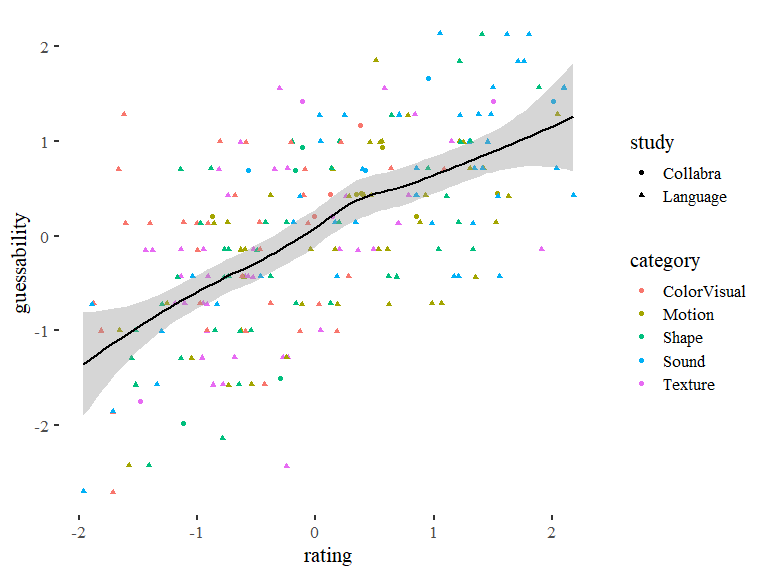 2
1
0
-1
-2
guessability
-2 -1 0 1 2
rating
study
Collabra
Language
category
ColorVisual
Motion
Shape
Sound
Texture